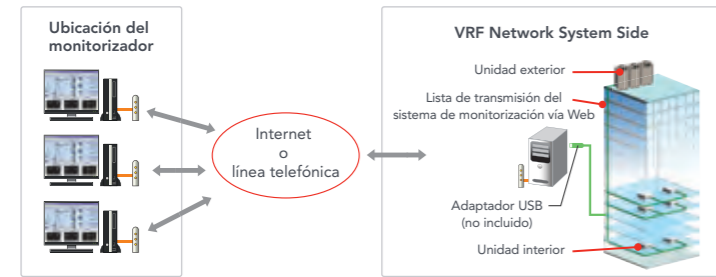 Ubicación del
monitorizador
Internet
o
línea telefónica
VRF Network System Side
Unidad exterior
Lista de transmisión del
sistema de monitorización vía Web
Adaptador USB
(no incluido)
Unidad interior